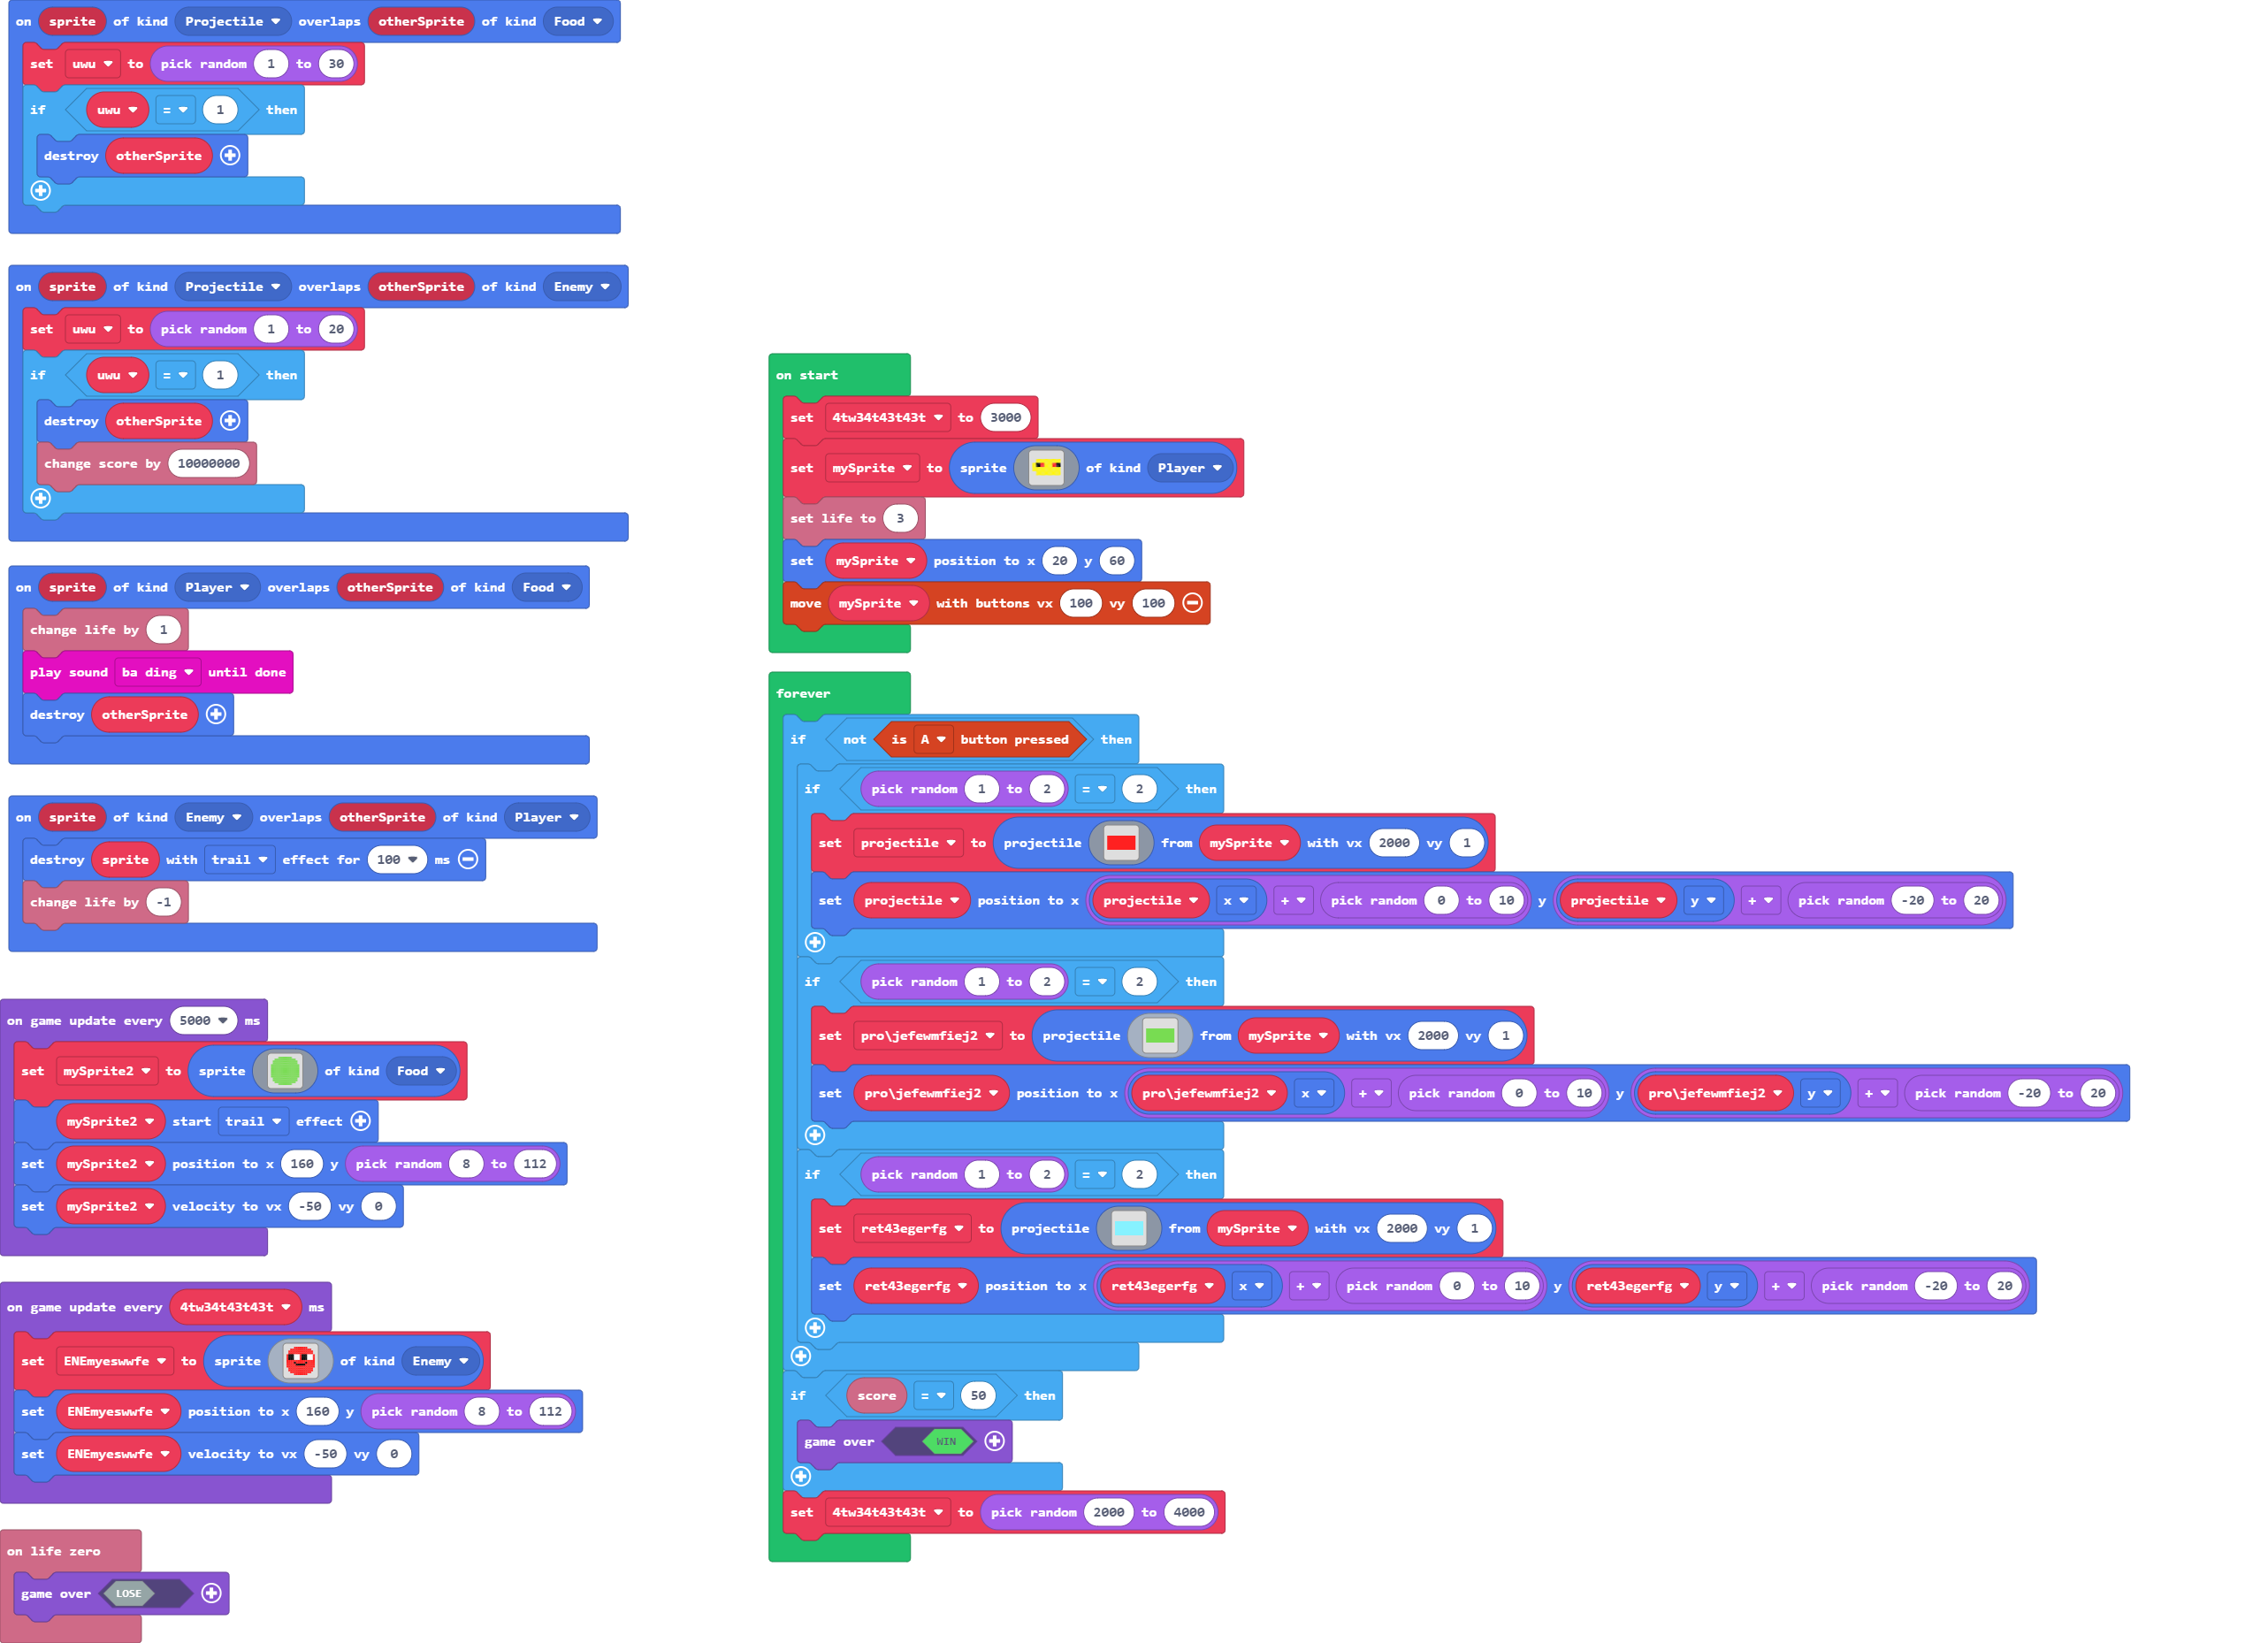 on sprite of kind Projectile overlaps otherSprite of kind Food
set uwu to pick random 1 to 30
if uwu = 1 then
destroy otherSprite
on sprite of kind Projectile overlaps otherSprite of kind Enemy
set uwu to pick random 1 to 20
if uwu = 1 then
destroy otherSprite
change score by 10000000
on sprite of kind Player overlaps otherSprite of kind Food
change life by 1
play sound ba ding until done
destroy otherSprite
on sprite of kind Enemy overlaps otherSprite of kind Player
destroy sprite with trail effect for 100 ms
change life by -1
on game update every 5000 ms
set mySprite2 to sprite of kind Food
mySprite2 start trail effect
set mySprite2 position to x 160 y pick random 8 to 112
set mySprite2 velocity to vx -50 vy 0
on game update every 4tw34t43t43t ms
set ENEmyeswwfe to sprite of kind Enemy
set ENEmyeswwfe position to x 160 y pick random 8 to 112
set ENEmyeswwfe velocity to vx -50 vy 0
on life zero
game over LOSE
on start
set 4tw34t43t43t to 3000
set mySprite to sprite of kind Player
set life to 3
set mySprite position to x 20 y 60
move mySprite with buttons vx 100 vy 100
forever
if not is A button pressed then
if pick random 1 to 2 = 2 then
set projectile to projectile from mySprite with vx 2000 vy 1
set projectile position to x projectile x + pick random 0 to 10 y projectile y + pick random -20 to 20
if pick random 1 to 2 = 2 then
set pro\jefewmfiej2 to projectile from mySprite with vx 2000 vy 1
set pro\jefewmfiej2 position to x pro\jefewmfiej2 x + pick random 0 to 10 y pro\jefewmfiej2 y + pick random -20 to 20
if pick random 1 to 2 = 2 then
set ret43egerfg to projectile from mySprite with vx 2000 vy 1
set ret43egerfg position to x ret43egerfg x + pick random 0 to 10 y ret43egerfg y + pick random -20 to 20
if score = 50 then
game over WIN
set 4tw34t43t43t to pick random 2000 to 4000